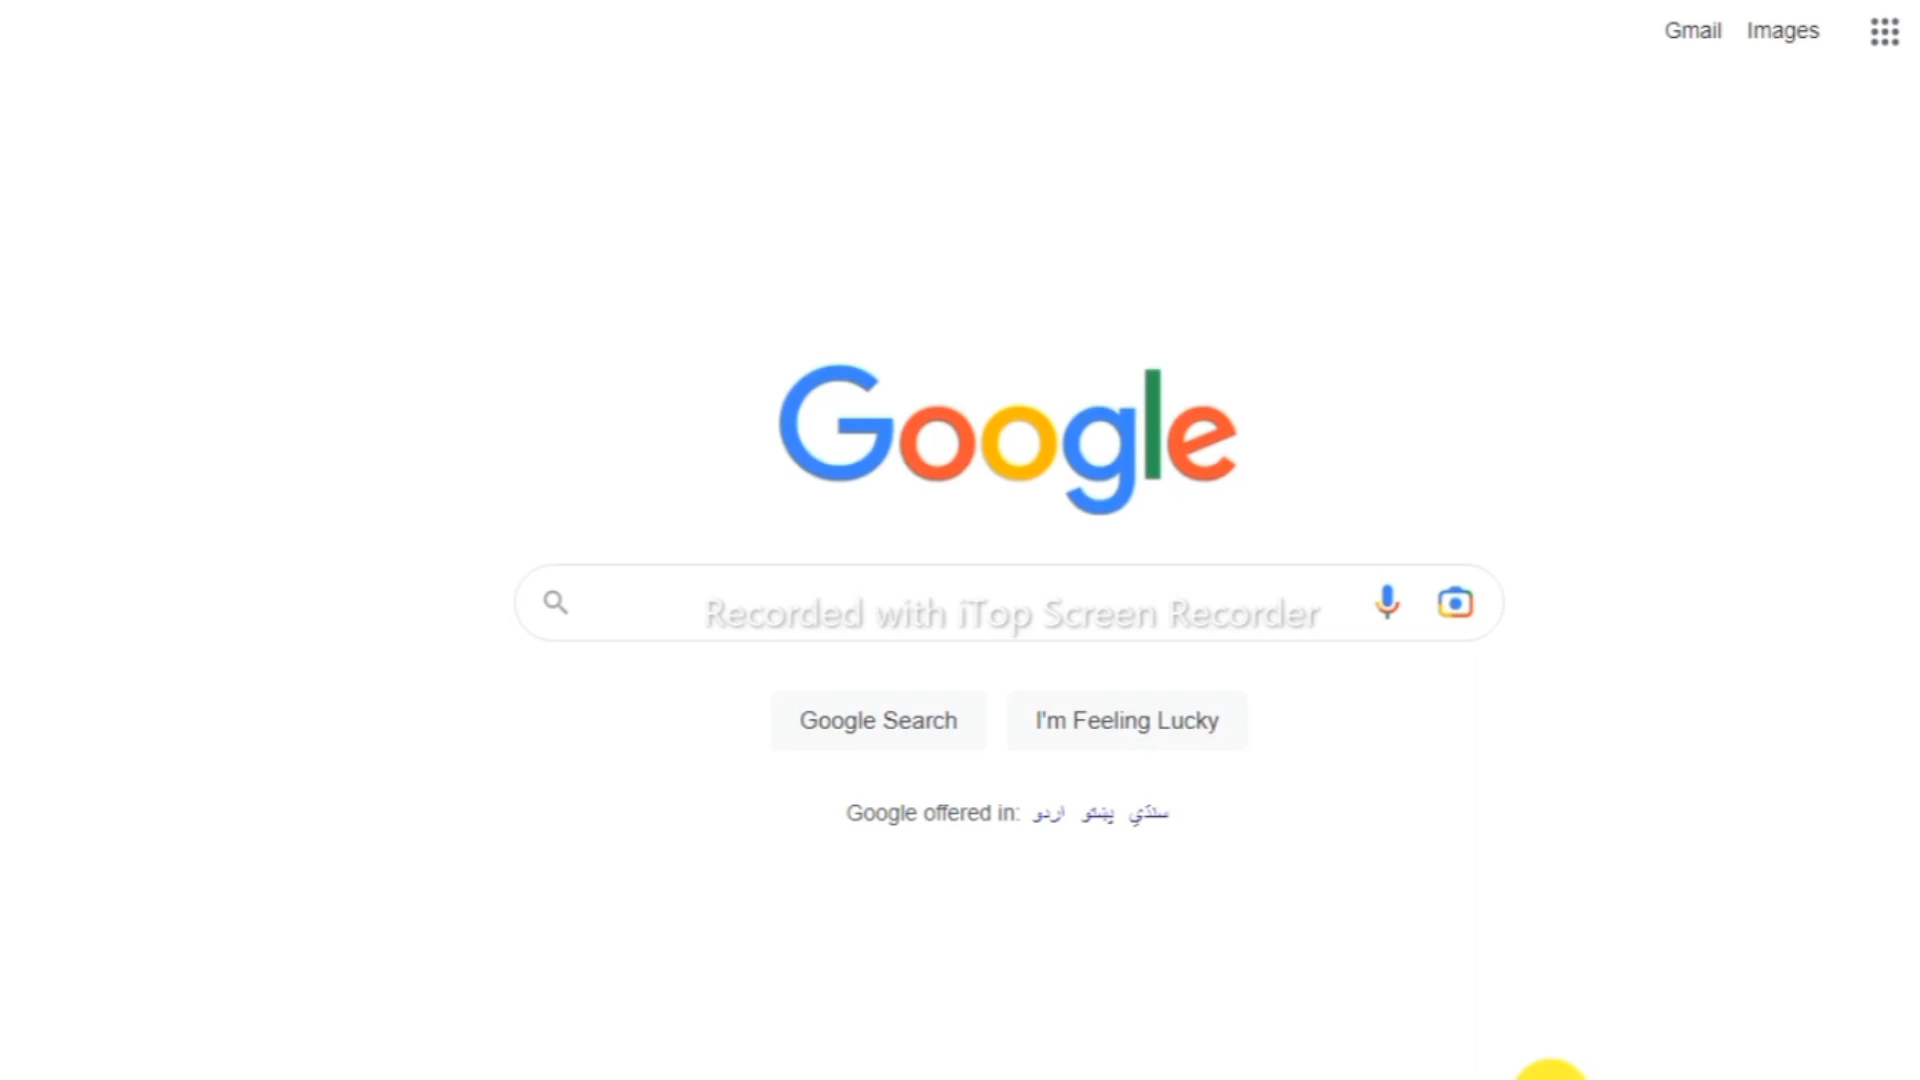 Gmail Images
Google
Recorded with iTop Screen Recorder
Google Search I'm Feeling Lucky
Google offered in: اردو پښتو سنڌي